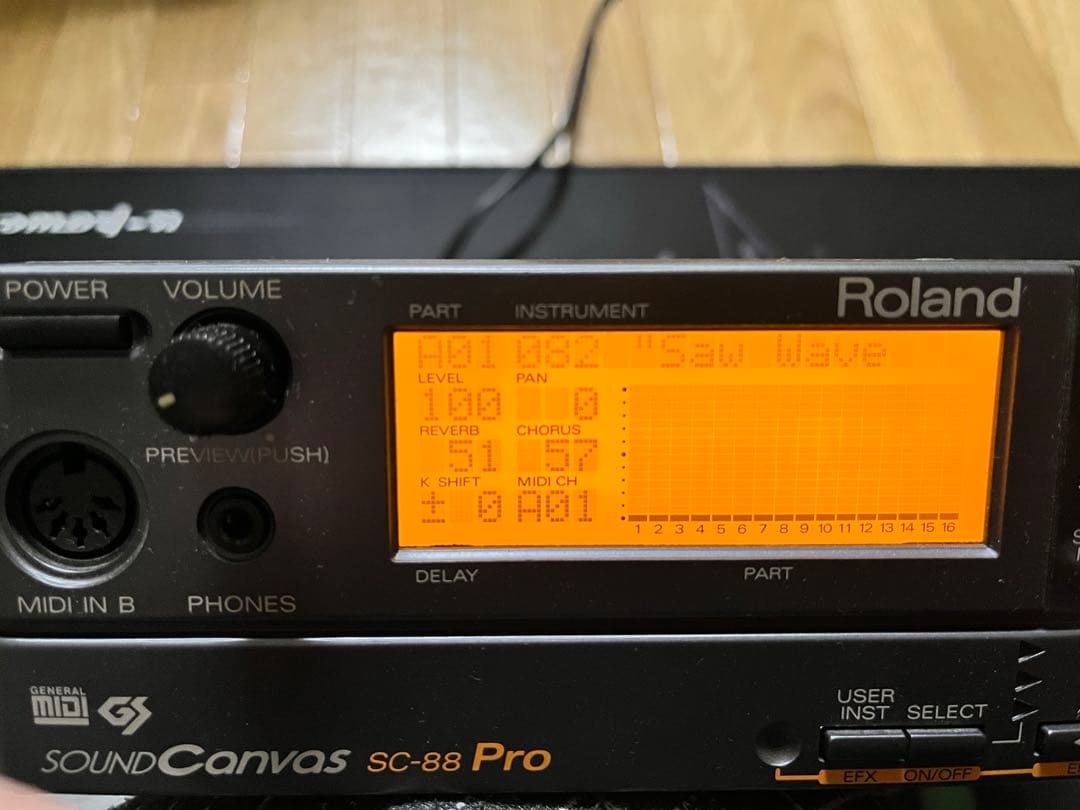 POWER VOLUME
PART INSTRUMENT
Roland
A01 082 "Saw Wave
LEVEL PAN
100 0
REVERB CHORUS
51 57
K SHIFT MIDI CH
± 0 A01
1 2 3 4 5 6 7 8 9 10 11 12 13 14 15 16
PREVIEW(PUSH)
DELAY PART
MIDI IN B PHONES
GENERAL
MIDI GS
SOUND Canvas SC-88 Pro
USER
INST SELECT
EFX ON/OFF